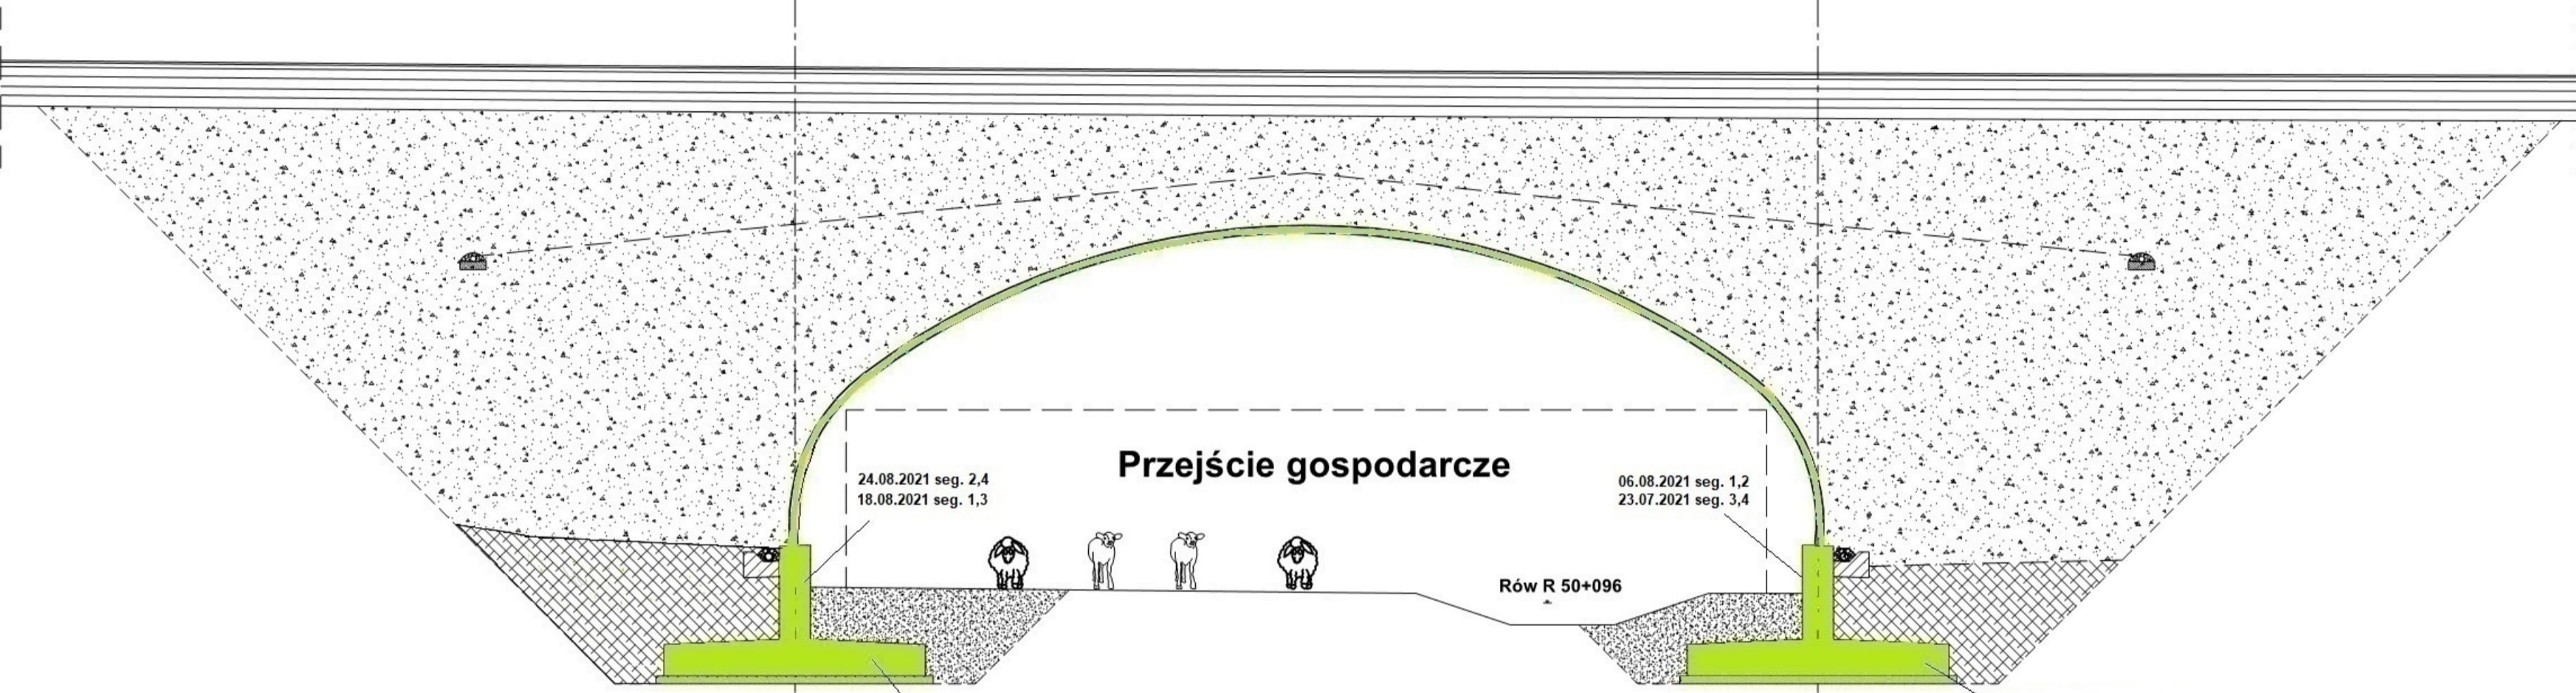 Przejście gospodarcze
24.08.2021 seg. 2,4
18.08.2021 seg. 1,3
06.08.2021 seg. 1,2
23.07.2021 seg. 3,4
Rów R 50+096